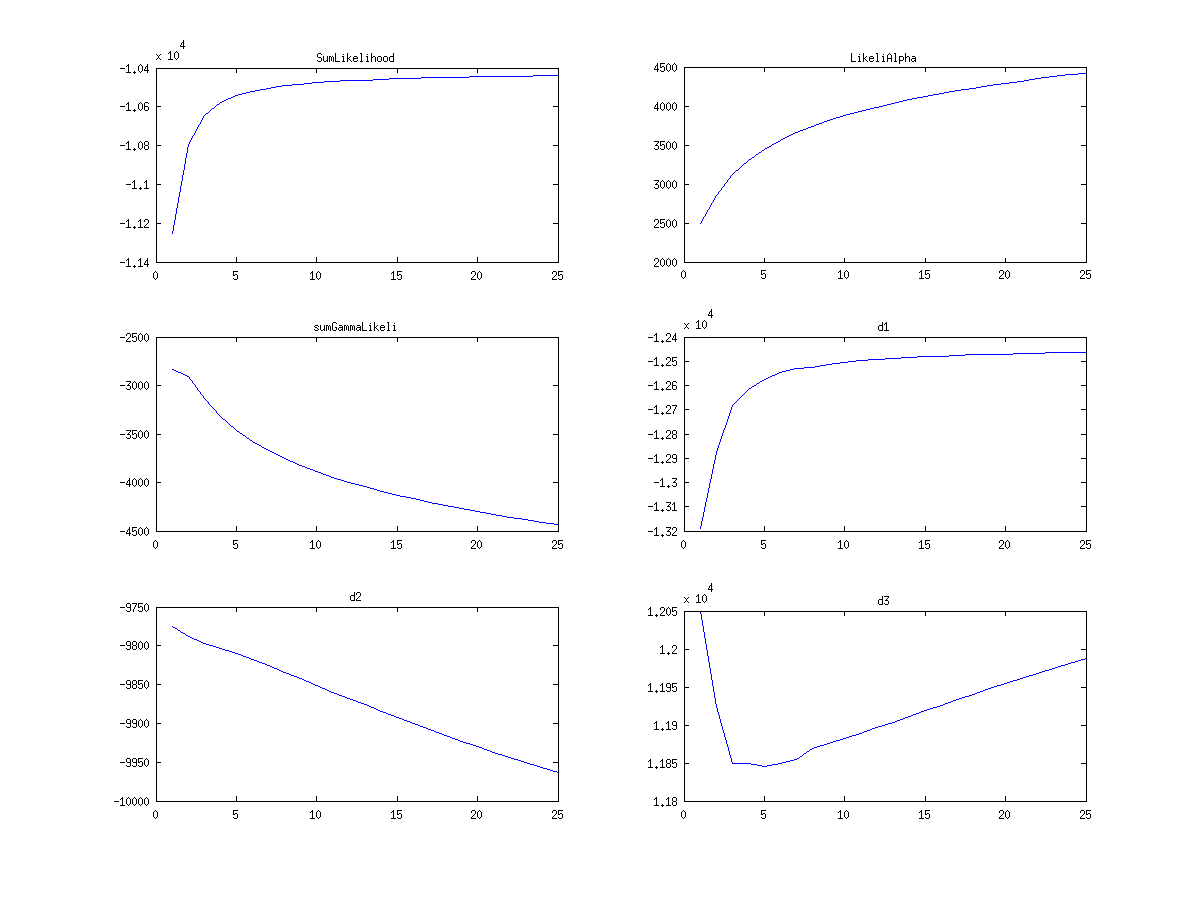 SumLikelihood
x 10^4
-1.04
-1.06
-1.08
-1.1
-1.12
-1.14
0 5 10 15 20 25
LikeliAlpha
4500
4000
3500
3000
2500
2000
0 5 10 15 20 25
sumGammaLikeli
-2500
-3000
-3500
-4000
-4500
0 5 10 15 20 25
d1
x 10^4
-1.24
-1.25
-1.26
-1.27
-1.28
-1.29
-1.3
-1.31
-1.32
0 5 10 15 20 25
d2
-9750
-9800
-9850
-9900
-9950
-10000
0 5 10 15 20 25
d3
x 10^4
1.205
1.2
1.195
1.19
1.185
1.18
0 5 10 15 20 25